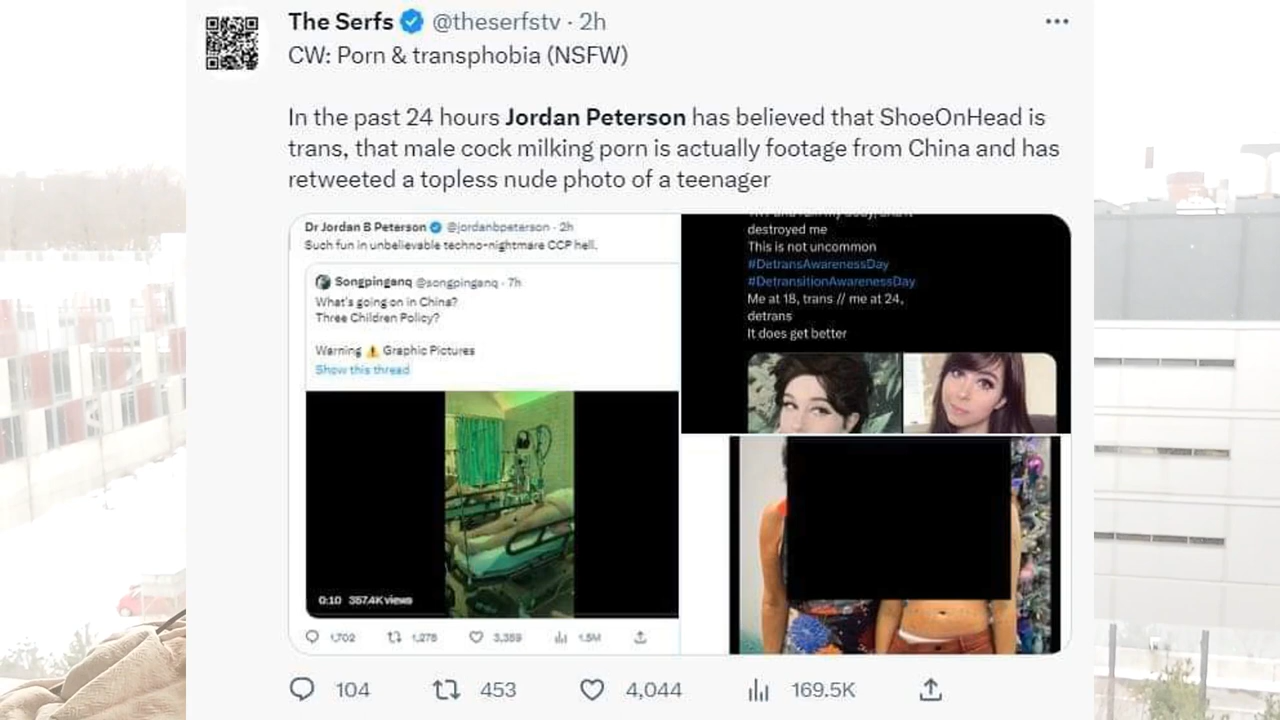 The Serfs @theserfstv · 2h
CW: Porn & transphobia (NSFW)
In the past 24 hours Jordan Peterson has believed that ShoeOnHead is
trans, that male cock milking porn is actually footage from China and has
retweeted a topless nude photo of a teenager
Dr Jordan B Peterson @jordanbpeterson · 2h
Such fun in unbelievable techno-nightmare CCP hell.
Songpinganq @songpinganq · 7h
What's going on in China?
Three Children Policy?
Warning ⚠ Graphic Pictures
Show this thread
0:10 357.4K views
1,702 1,278 3,359 1.5M
destroyed me
This is not uncommon
#DetransAwarenessDay
#DetransitionAwarenessDay
Me at 18, trans // me at 24,
detrans
It does get better
104 453 4,044 169.5K